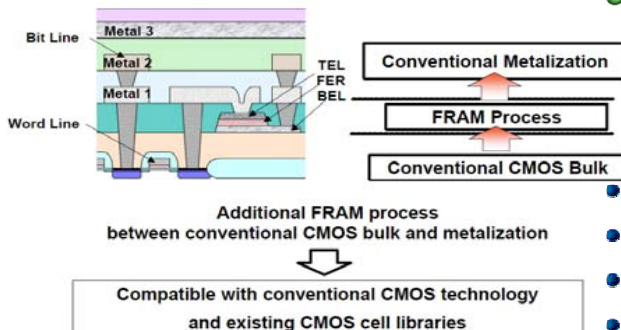 Metal 3
Bit Line
Metal 2
TEL
FER
BEL
Metal 1
Word Line
Conventional Metalization
FRAM Process
Conventional CMOS Bulk
Additional FRAM process
between conventional CMOS bulk and metalization
Compatible with conventional CMOS technology
and existing CMOS cell libraries